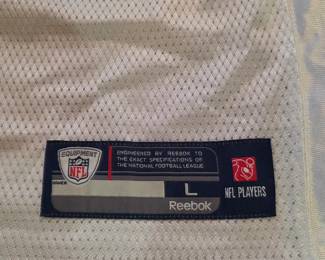 EQUIPMENT
NFL
ENGINEERED BY REEBOK TO
THE EXACT SPECIFICATIONS OF
THE NATIONAL FOOTBALL LEAGUE.
L
Reebok
NFL PLAYERS